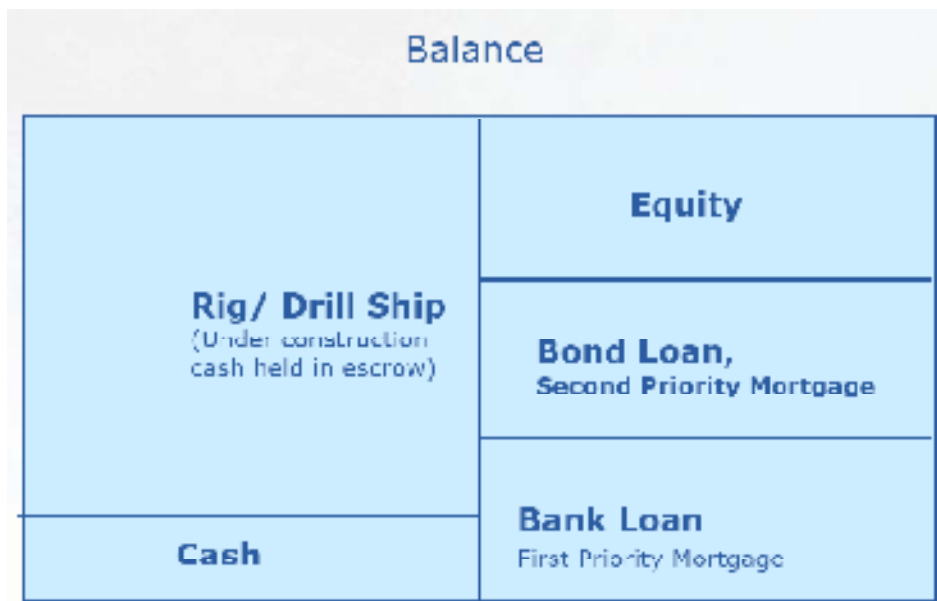 Balance
Equity
Rig/ Drill Ship
(Under construction
cash held in escrow)
Bond Loan,
Second Priority Mortgage
Bank Loan
First Priority Mortgage
Cash